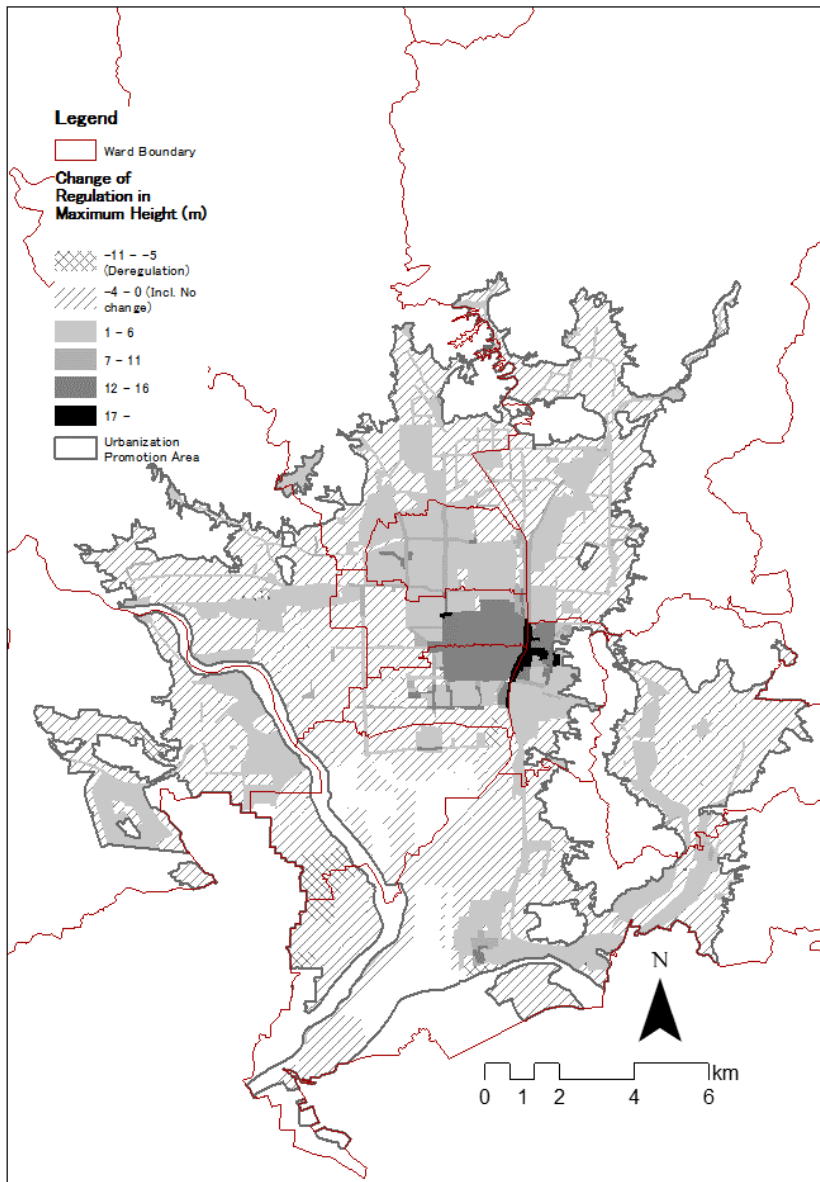 Legend
Ward Boundary
Change of
Regulation in
Maximum Height (m)
-11 - -5
(Deregulation)
-4 - 0 (Incl. No
change)
1 - 6
7 - 11
12 - 16
17 -
Urbanization
Promotion Area
N
km
0 1 2 4 6